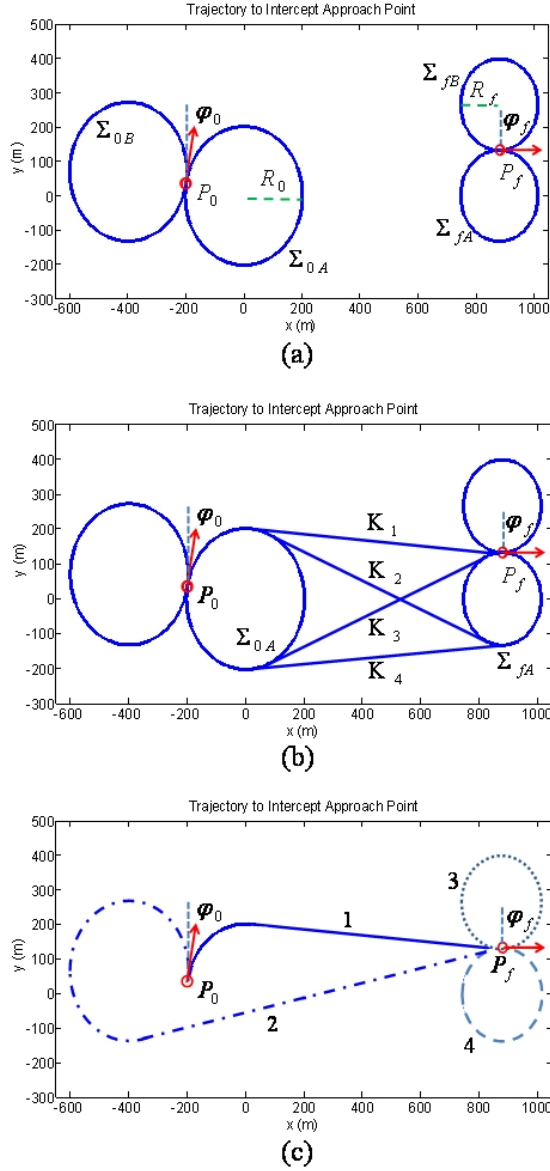 Trajectory to Intercept Approach Point
500
400
300
200
100
0
-100
-200
-300
y (m)
Σ0B
φ0
P0
R0
Σ0A
ΣfB
Rf
φf
Pf
ΣfA
-600 -400 -200 0 200 400 600 800 1000
x (m)
(a)
Trajectory to Intercept Approach Point
500
400
300
200
100
0
-100
-200
-300
y (m)
φ0
P0
Σ0A
K1
K2
K3
K4
φf
Pf
ΣfA
-600 -400 -200 0 200 400 600 800 1000
x (m)
(b)
Trajectory to Intercept Approach Point
500
400
300
200
100
0
-100
-200
-300
y (m)
φ0
P0
1
2
3
φf
Pf
4
-600 -400 -200 0 200 400 600 800 1000
x (m)
(c)